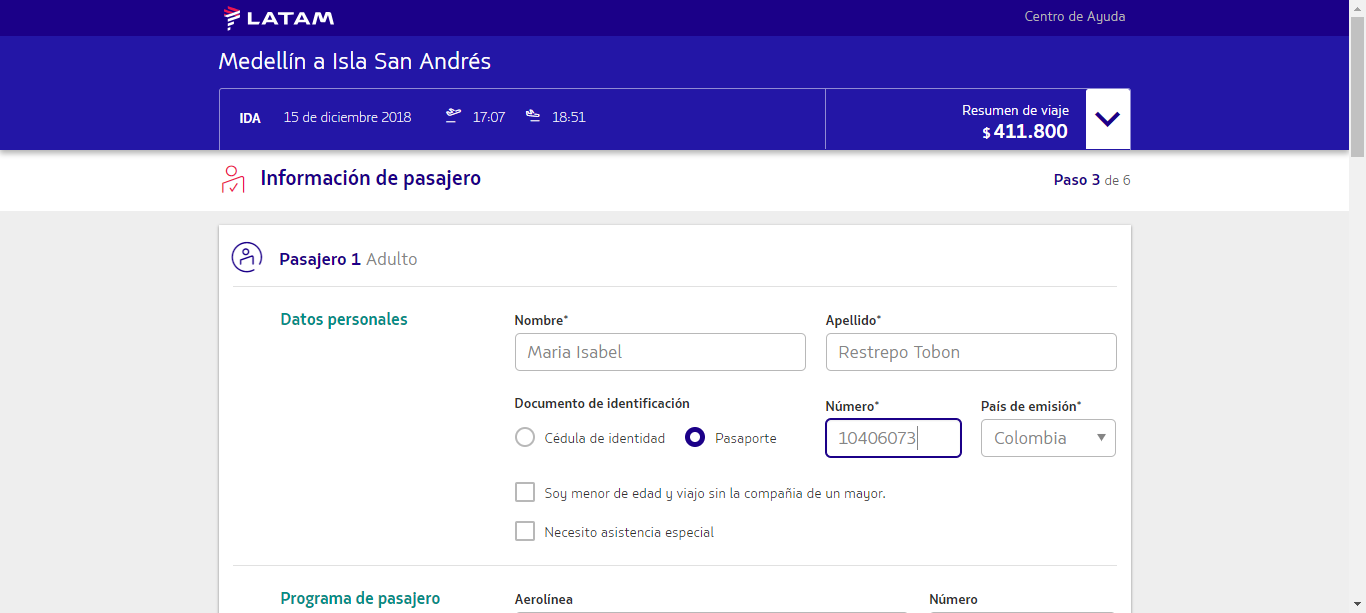 LATAM
Centro de Ayuda
Medellín a Isla San Andrés
IDA 15 de diciembre 2018 17:07 18:51
Resumen de viaje
$ 411.800
Información de pasajero
Paso 3 de 6
Pasajero 1 Adulto
Datos personales
Nombre* Apellido*
Maria Isabel Restrepo Tobon
Documento de identificación Número* País de emisión*
Cédula de identidad Pasaporte 10406073 Colombia
Soy menor de edad y viajo sin la compañia de un mayor.
Necesito asistencia especial
Programa de pasajero Aerolínea Número